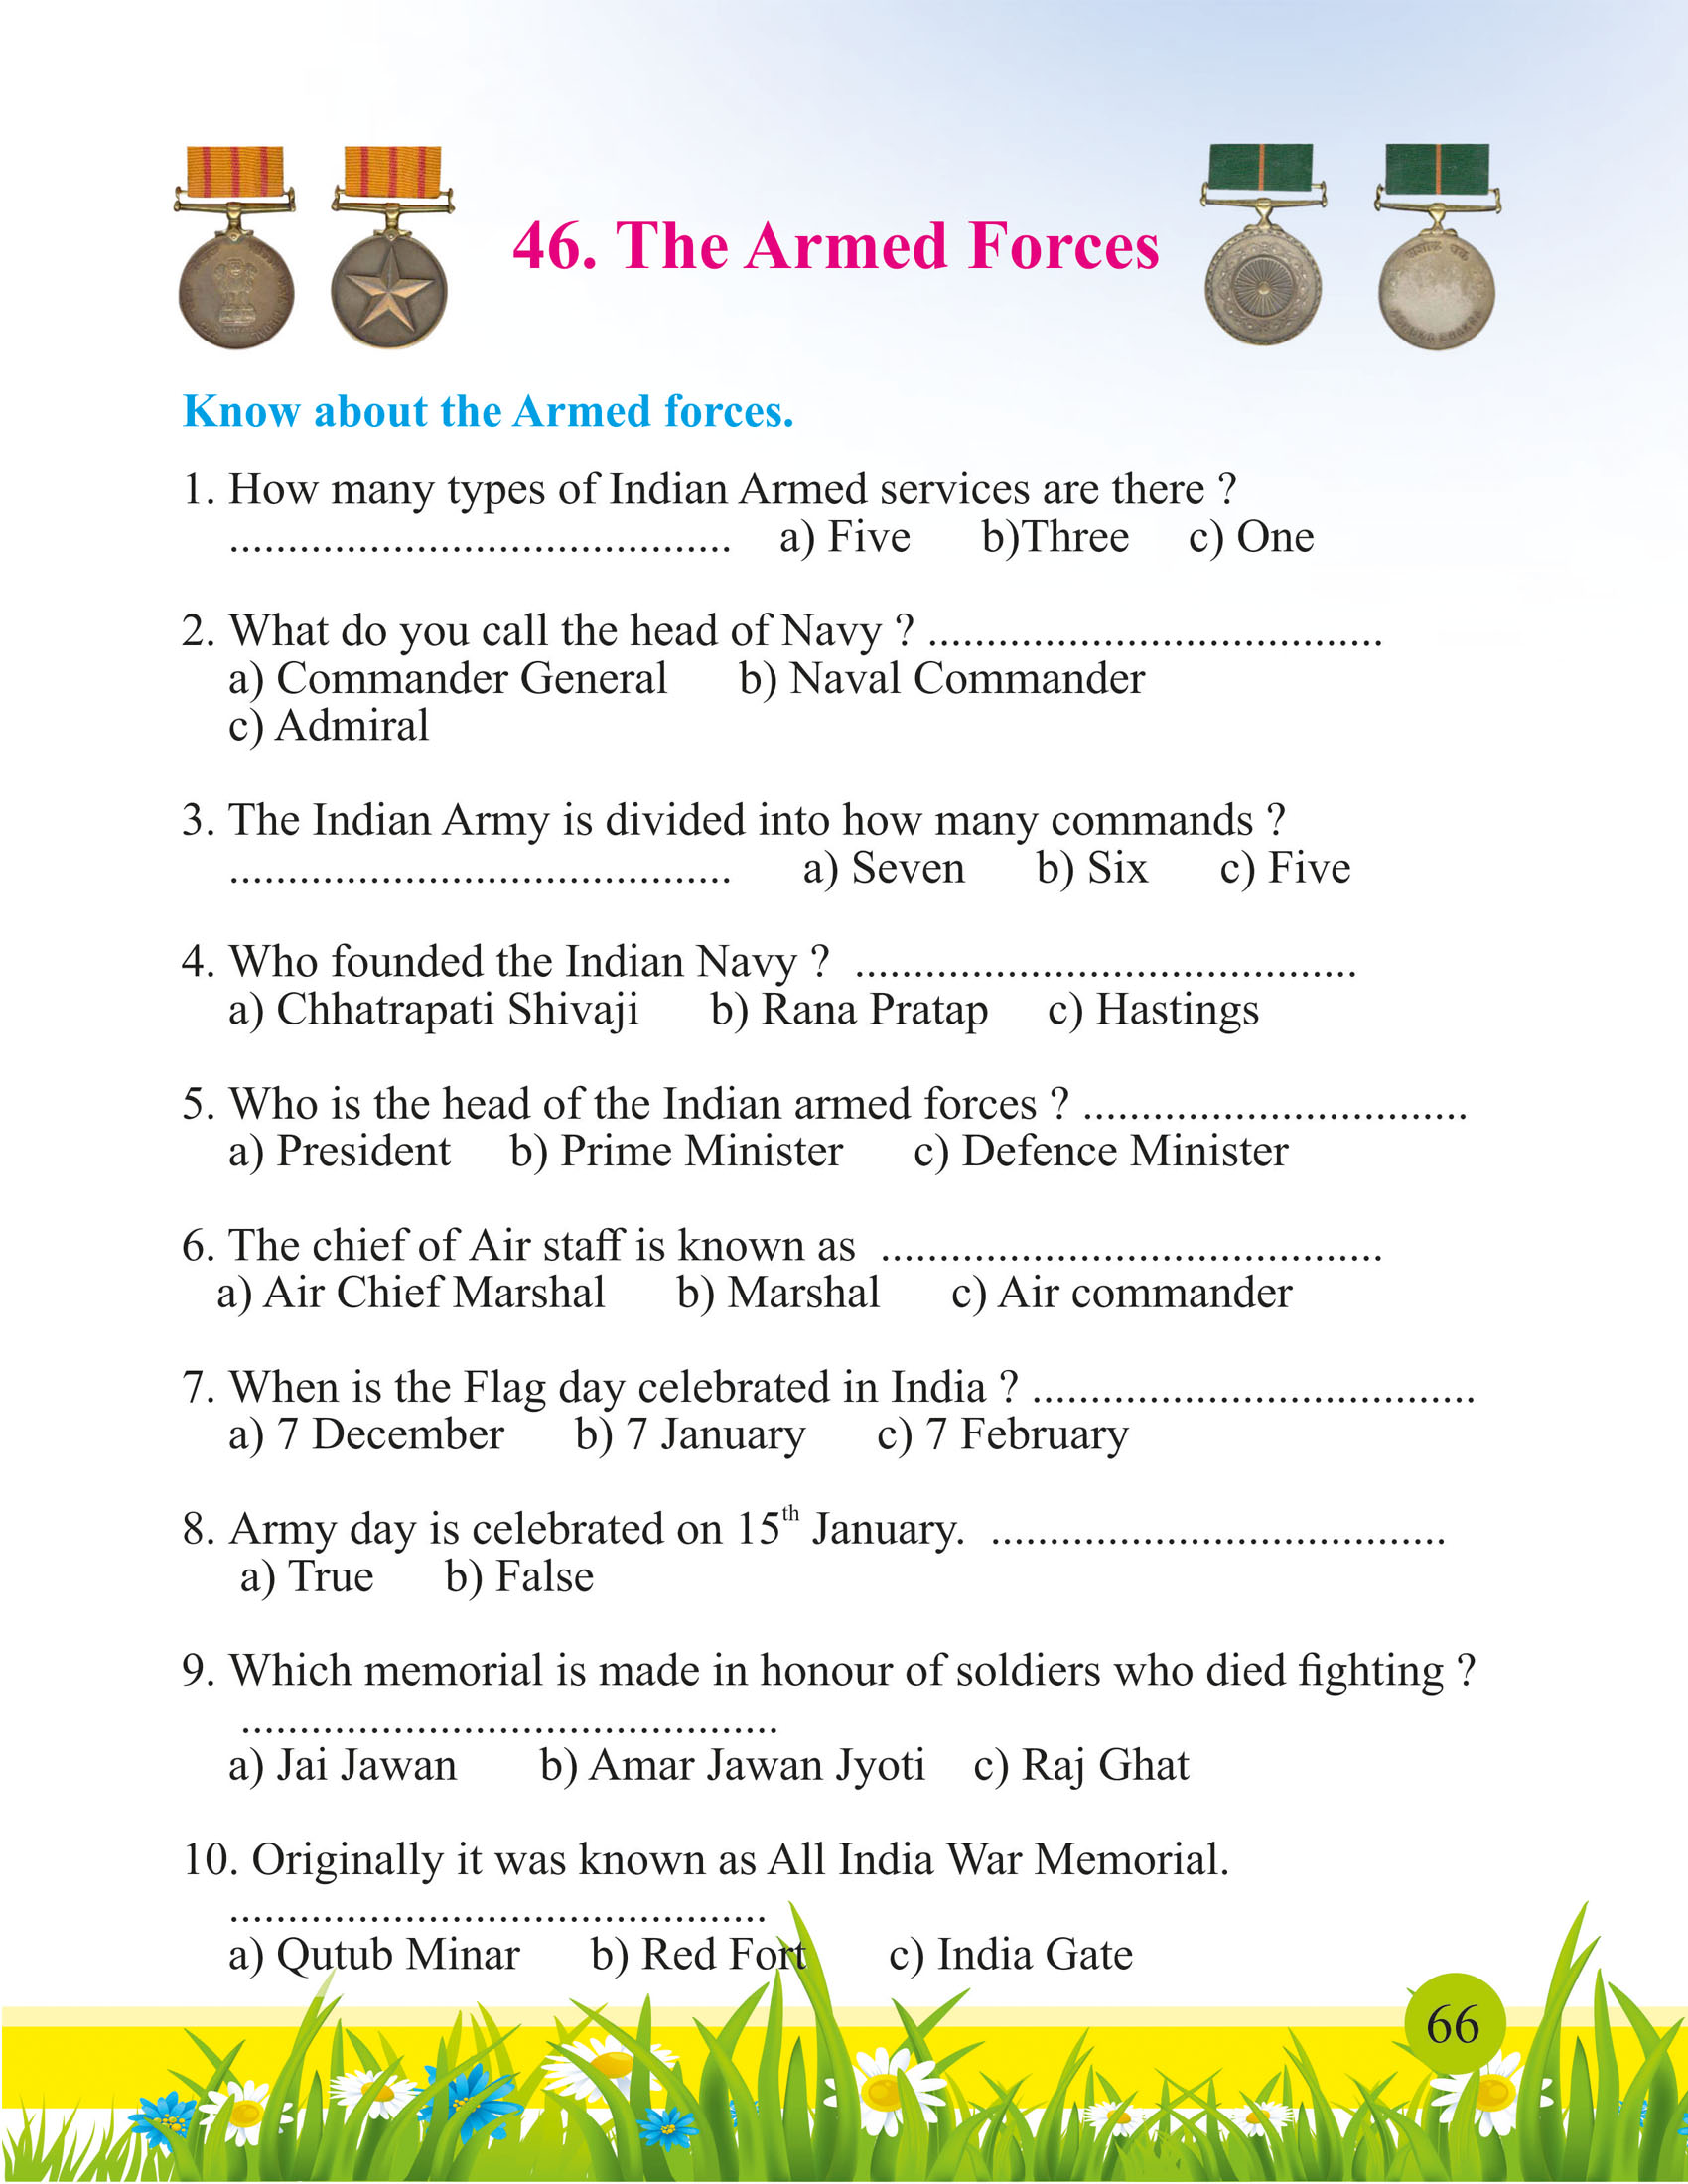 46. The Armed Forces
Know about the Armed forces.
1. How many types of Indian Armed services are there ?
........................................... a) Five b)Three c) One
2. What do you call the head of Navy ? .......................................
a) Commander General b) Naval Commander
c) Admiral
3. The Indian Army is divided into how many commands ?
........................................... a) Seven b) Six c) Five
4. Who founded the Indian Navy ? ...........................................
a) Chhatrapati Shivaji b) Rana Pratap c) Hastings
5. Who is the head of the Indian armed forces ? .................................
a) President b) Prime Minister c) Defence Minister
6. The chief of Air staff is known as ...........................................
a) Air Chief Marshal b) Marshal c) Air commander
7. When is the Flag day celebrated in India ? ......................................
a) 7 December b) 7 January c) 7 February
8. Army day is celebrated on 15th January. .......................................
a) True b) False
9. Which memorial is made in honour of soldiers who died fighting ?
..............................................
a) Jai Jawan b) Amar Jawan Jyoti c) Raj Ghat
10. Originally it was known as All India War Memorial.
..............................................
a) Qutub Minar b) Red Fort c) India Gate
66